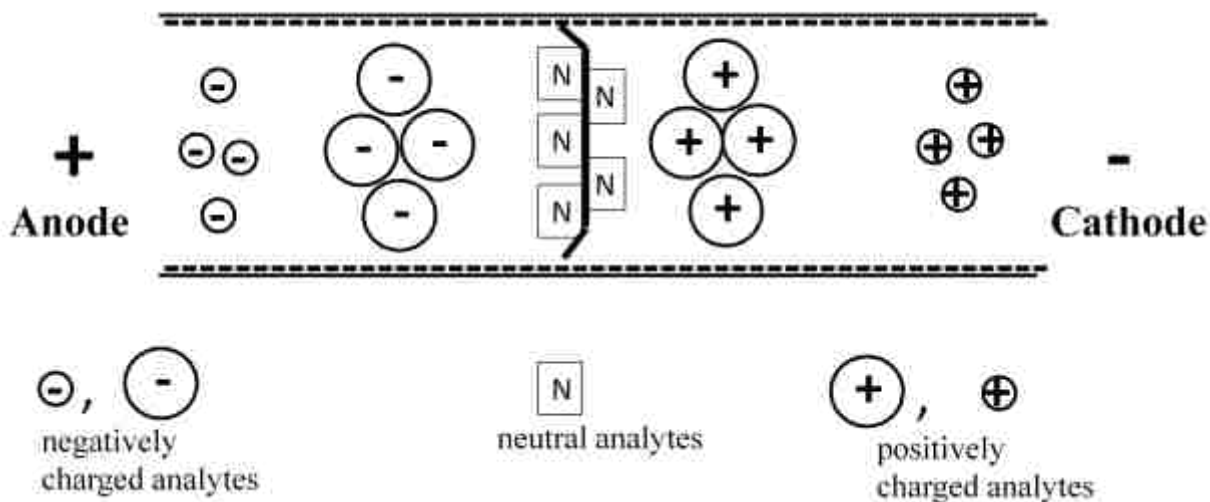 - - N N + +
- - - - N + + + +
+ N -
- - N + +
Anode Cathode
- , - N + , +
negatively neutral analytes positively
charged analytes charged analytes